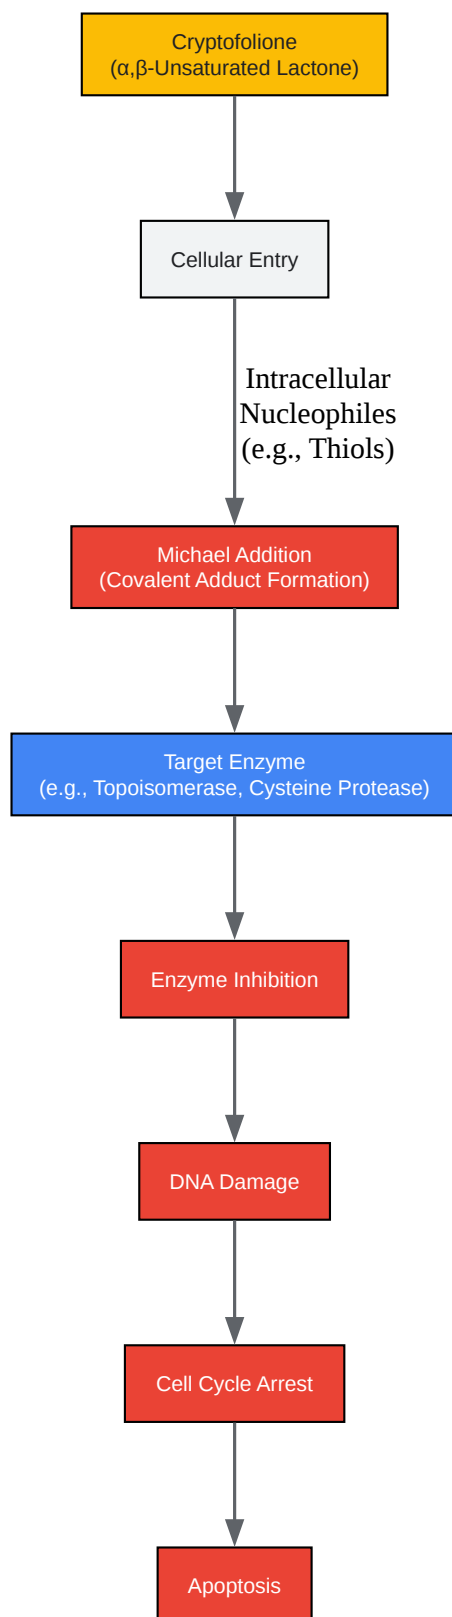 Cryptofolione
(α,β-Unsaturated Lactone)
Cellular Entry
Intracellular
Nucleophiles
(e.g., Thiols)
Michael Addition
(Covalent Adduct Formation)
Target Enzyme
(e.g., Topoisomerase, Cysteine Protease)
Enzyme Inhibition
DNA Damage
Cell Cycle Arrest
Apoptosis